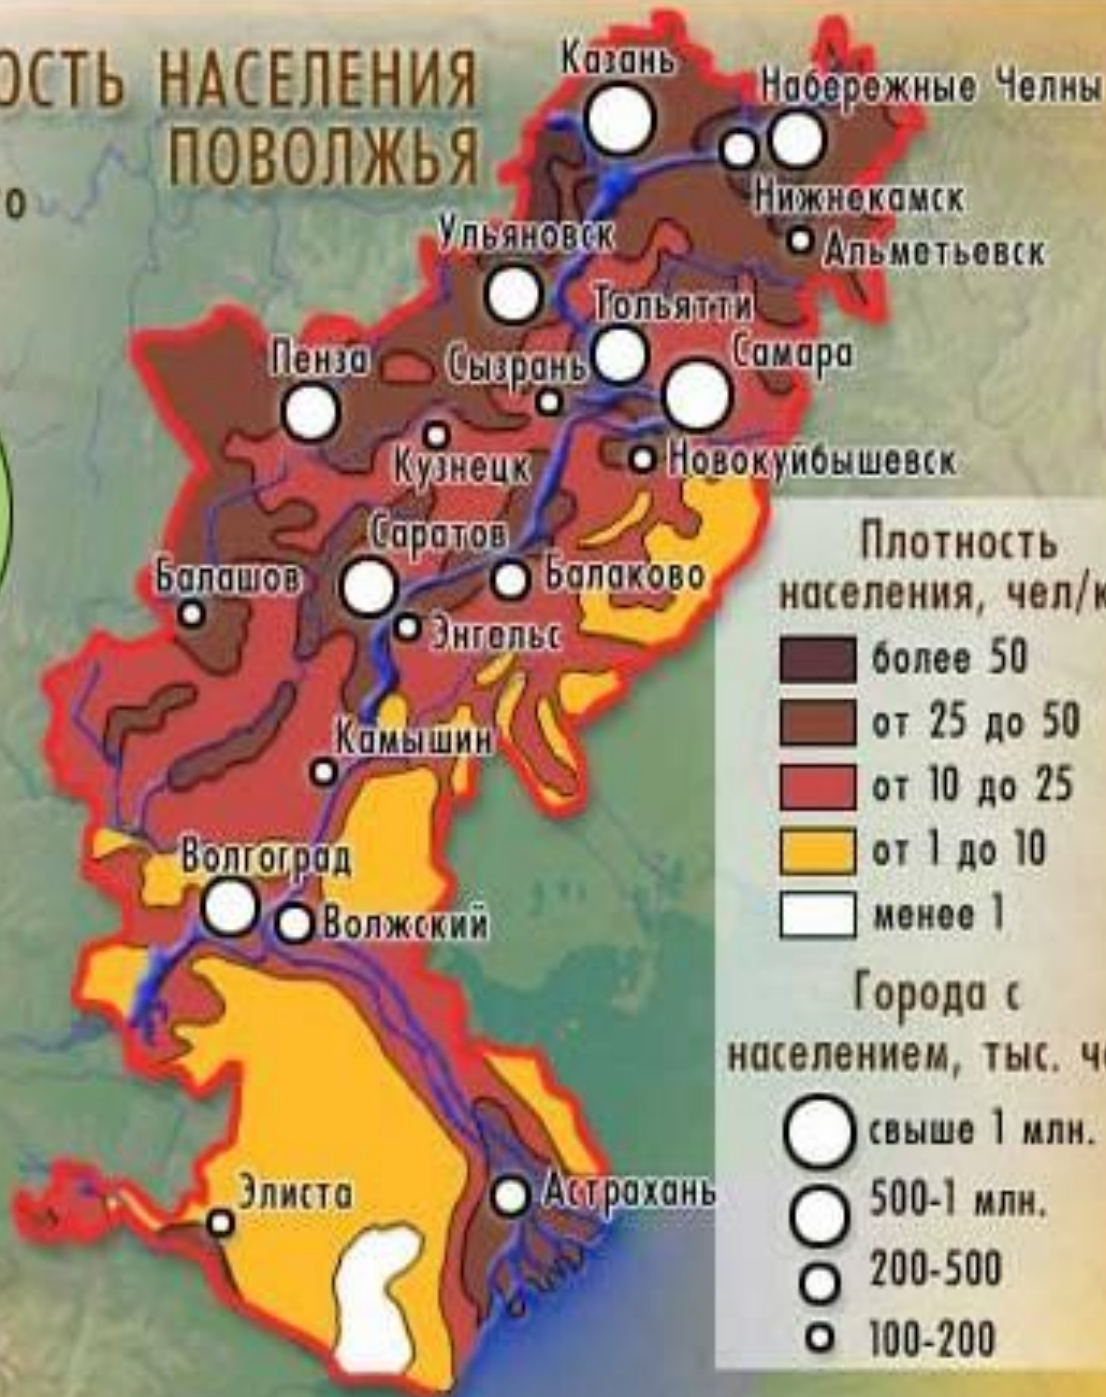 НАСЕЛЕНИЯ
ПОВОЛЖЬЯ
Казань
Набережные Челны
Нижнекамск
Альметьевск
Ульяновск
Тольятти
Самара
Сызрань
Пенза
Кузнецк
Новокуйбышевск
Саратов
Балаково
Балашов
Энгельс
Камышин
Волгоград
Волжский
Элиста
Астрахань
Плотность
населения, чел/к
более 50
от 25 до 50
от 10 до 25
от 1 до 10
менее 1
Города с
населением, тыс. че
свыше 1 млн.
500-1 млн.
200-500
100-200